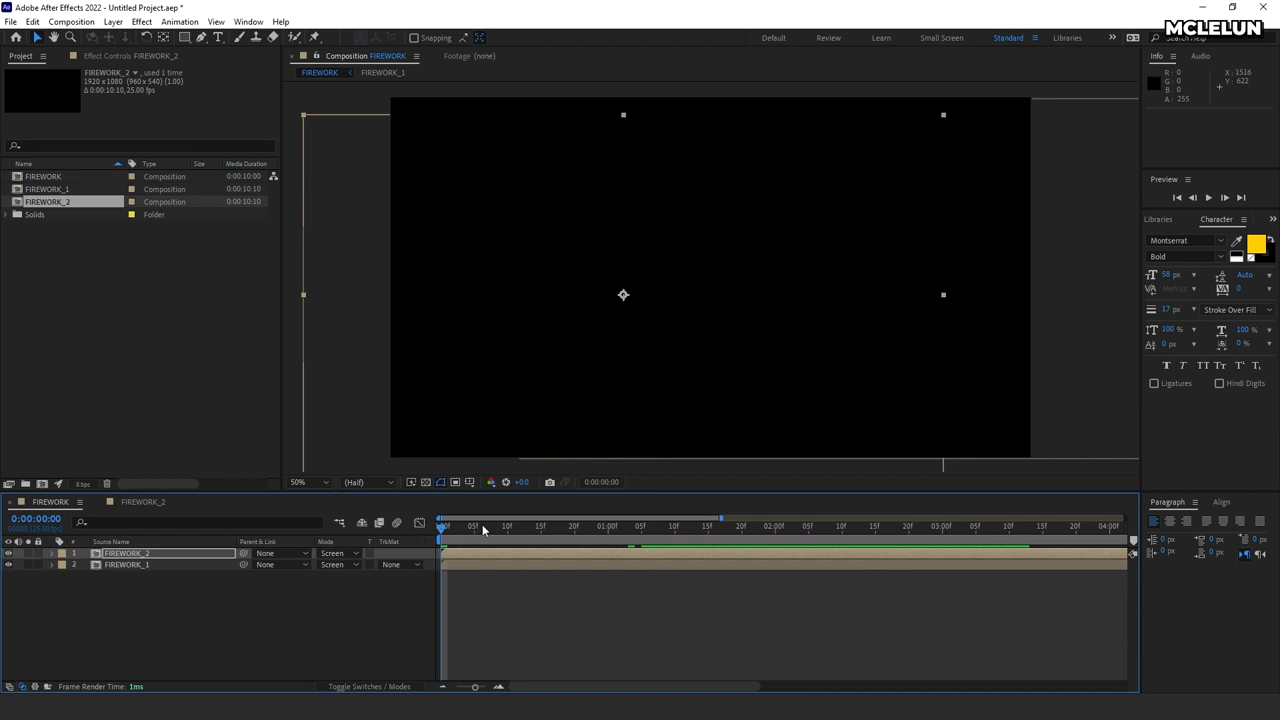 Adobe After Effects 2022 - Untitled Project.aep *
File Edit Composition Layer Effect Animation View Window Help
MCLELUN
Snapping
Default Review Learn Small Screen Standard Libraries
Project Effect Controls FIREWORK_2
Composition FIREWORK Footage (none)
Info Audio
FIREWORK FIREWORK_1
FIREWORK_2 , used 1 time
1920 x 1080 (960 x 540) (1.00)
Δ 0:00:10:10, 25.00 fps
R : 0
G : 0
B : 0
A : 255
X : 1516
Y : 622
Name Type Size Media Duration
FIREWORK Composition 0:00:10:00
FIREWORK_1 Composition 0:00:10:10
FIREWORK_2 Composition 0:00:10:10
Solids Folder
Preview
Libraries Character
Montserrat
Bold
58 px Auto
Metrics 0
17 px Stroke Over Fill
100 % 100 %
0 px 0 %
Ligatures Hindi Digits
8 bpc
50% (Half) +0.0 0:00:00:00
FIREWORK FIREWORK_2
Paragraph Align
0:00:00:00
00000 (25.00 fps)
05f 10f 15f 20f 01:00f 05f 10f 15f 20f 02:00f 05f 10f 15f 20f 03:00f 05f 10f 15f 20f 04:00f
# Source Name Parent & Link Mode T TrkMat
1 FIREWORK_2 None Screen
2 FIREWORK_1 None Screen None
0 px 0 px 0 px
0 px 0 px
Frame Render Time: 1ms Toggle Switches / Modes